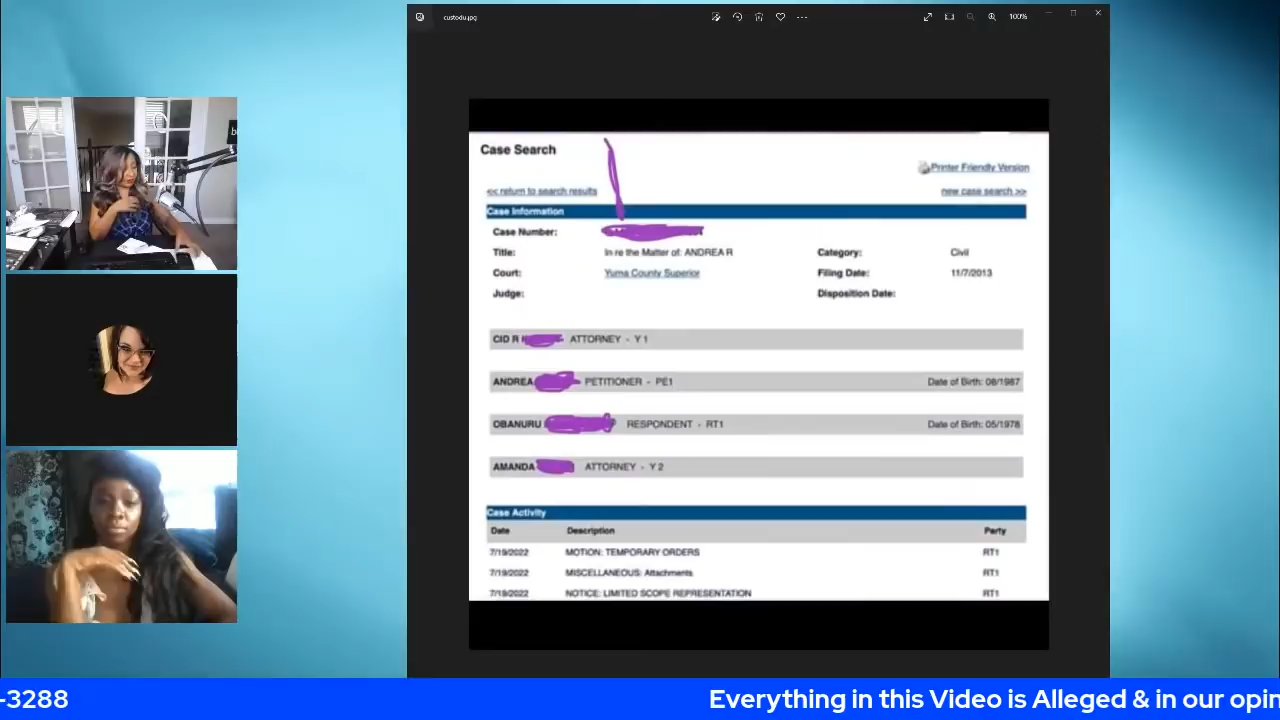 custodu.jpg
100%
Case Search
Printer Friendly Version
<< return to search results
new case search >>
Case Information
Case Number:
Title: In re the Matter of: ANDREA R Category: Civil
Court: Yuma County Superior Filing Date: 11/7/2013
Judge: Disposition Date:
CID R ATTORNEY - Y 1
ANDREA PETITIONER - PE1 Date of Birth: 08/1987
OBANURU RESPONDENT - RT1 Date of Birth: 05/1978
AMANDA ATTORNEY - Y 2
Case Activity
Date Description Party
7/19/2022 MOTION: TEMPORARY ORDERS RT1
7/19/2022 MISCELLANEOUS: Attachments RT1
7/19/2022 NOTICE: LIMITED SCOPE REPRESENTATION RT1
-3288 Everything in this Video is Alleged & in our opin